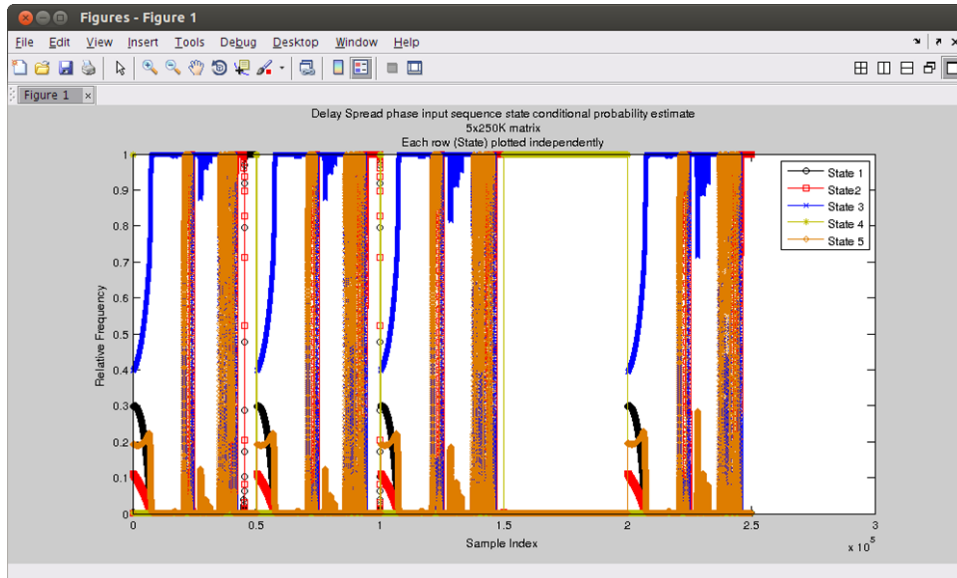 Figures - Figure 1
File Edit View Insert Tools Debug Desktop Window Help
Figure 1 ×
Delay Spread phase input sequence state conditional probability estimate
5x250K matrix
Each row (State) plotted independently
1
0.9
0.8
0.7
0.6
0.5
0.4
0.3
0.2
0.1
0
Relative Frequency
State 1
State2
State 3
State 4
State 5
0 0.5 1 1.5 2 2.5 3
Sample Index
x 10^5